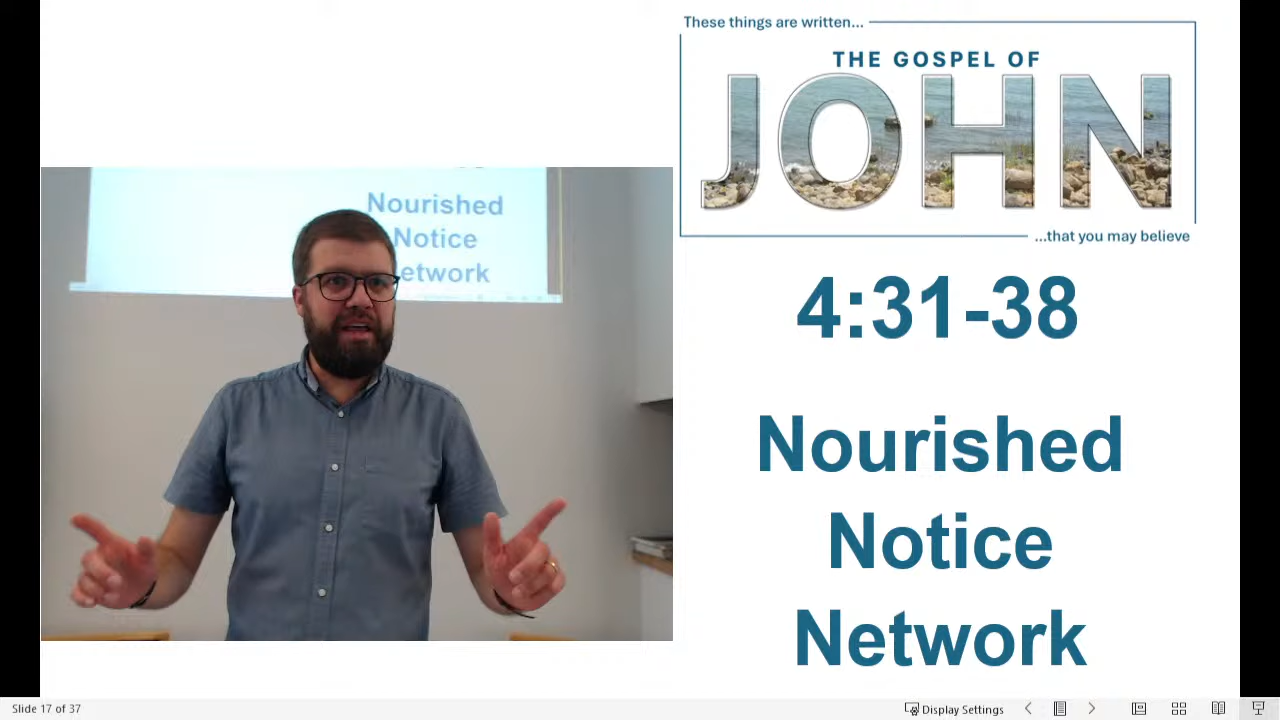 These things are written...
THE GOSPEL OF
JOHN
...that you may believe
4:31-38
Nourished
Notice
Network
Nourished
Notice
etwork
Slide 17 of 37
Display Settings